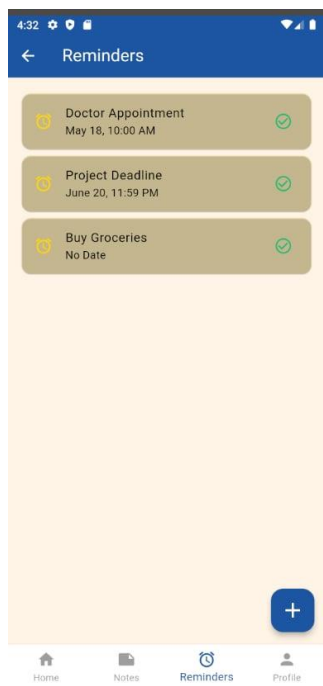 4:32
Reminders
Doctor Appointment
May 18, 10:00 AM
Project Deadline
June 20, 11:59 PM
Buy Groceries
No Date
Home Notes Reminders Profile